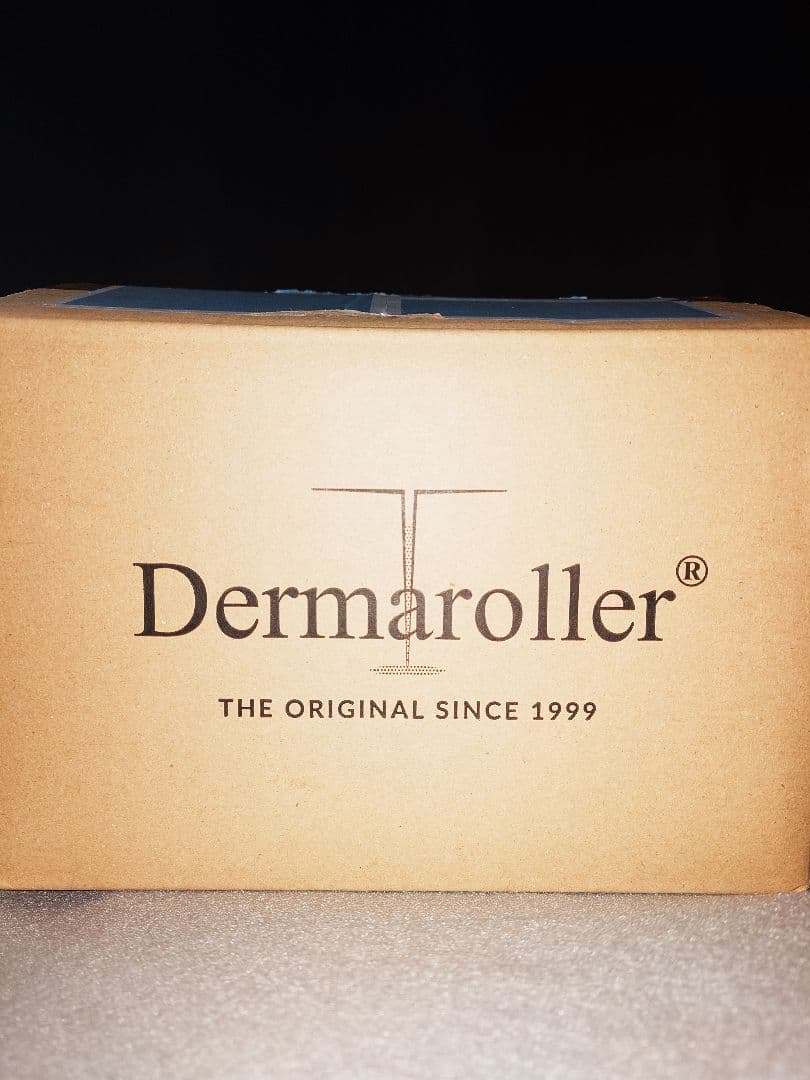 Dermaroller®
THE ORIGINAL SINCE 1999